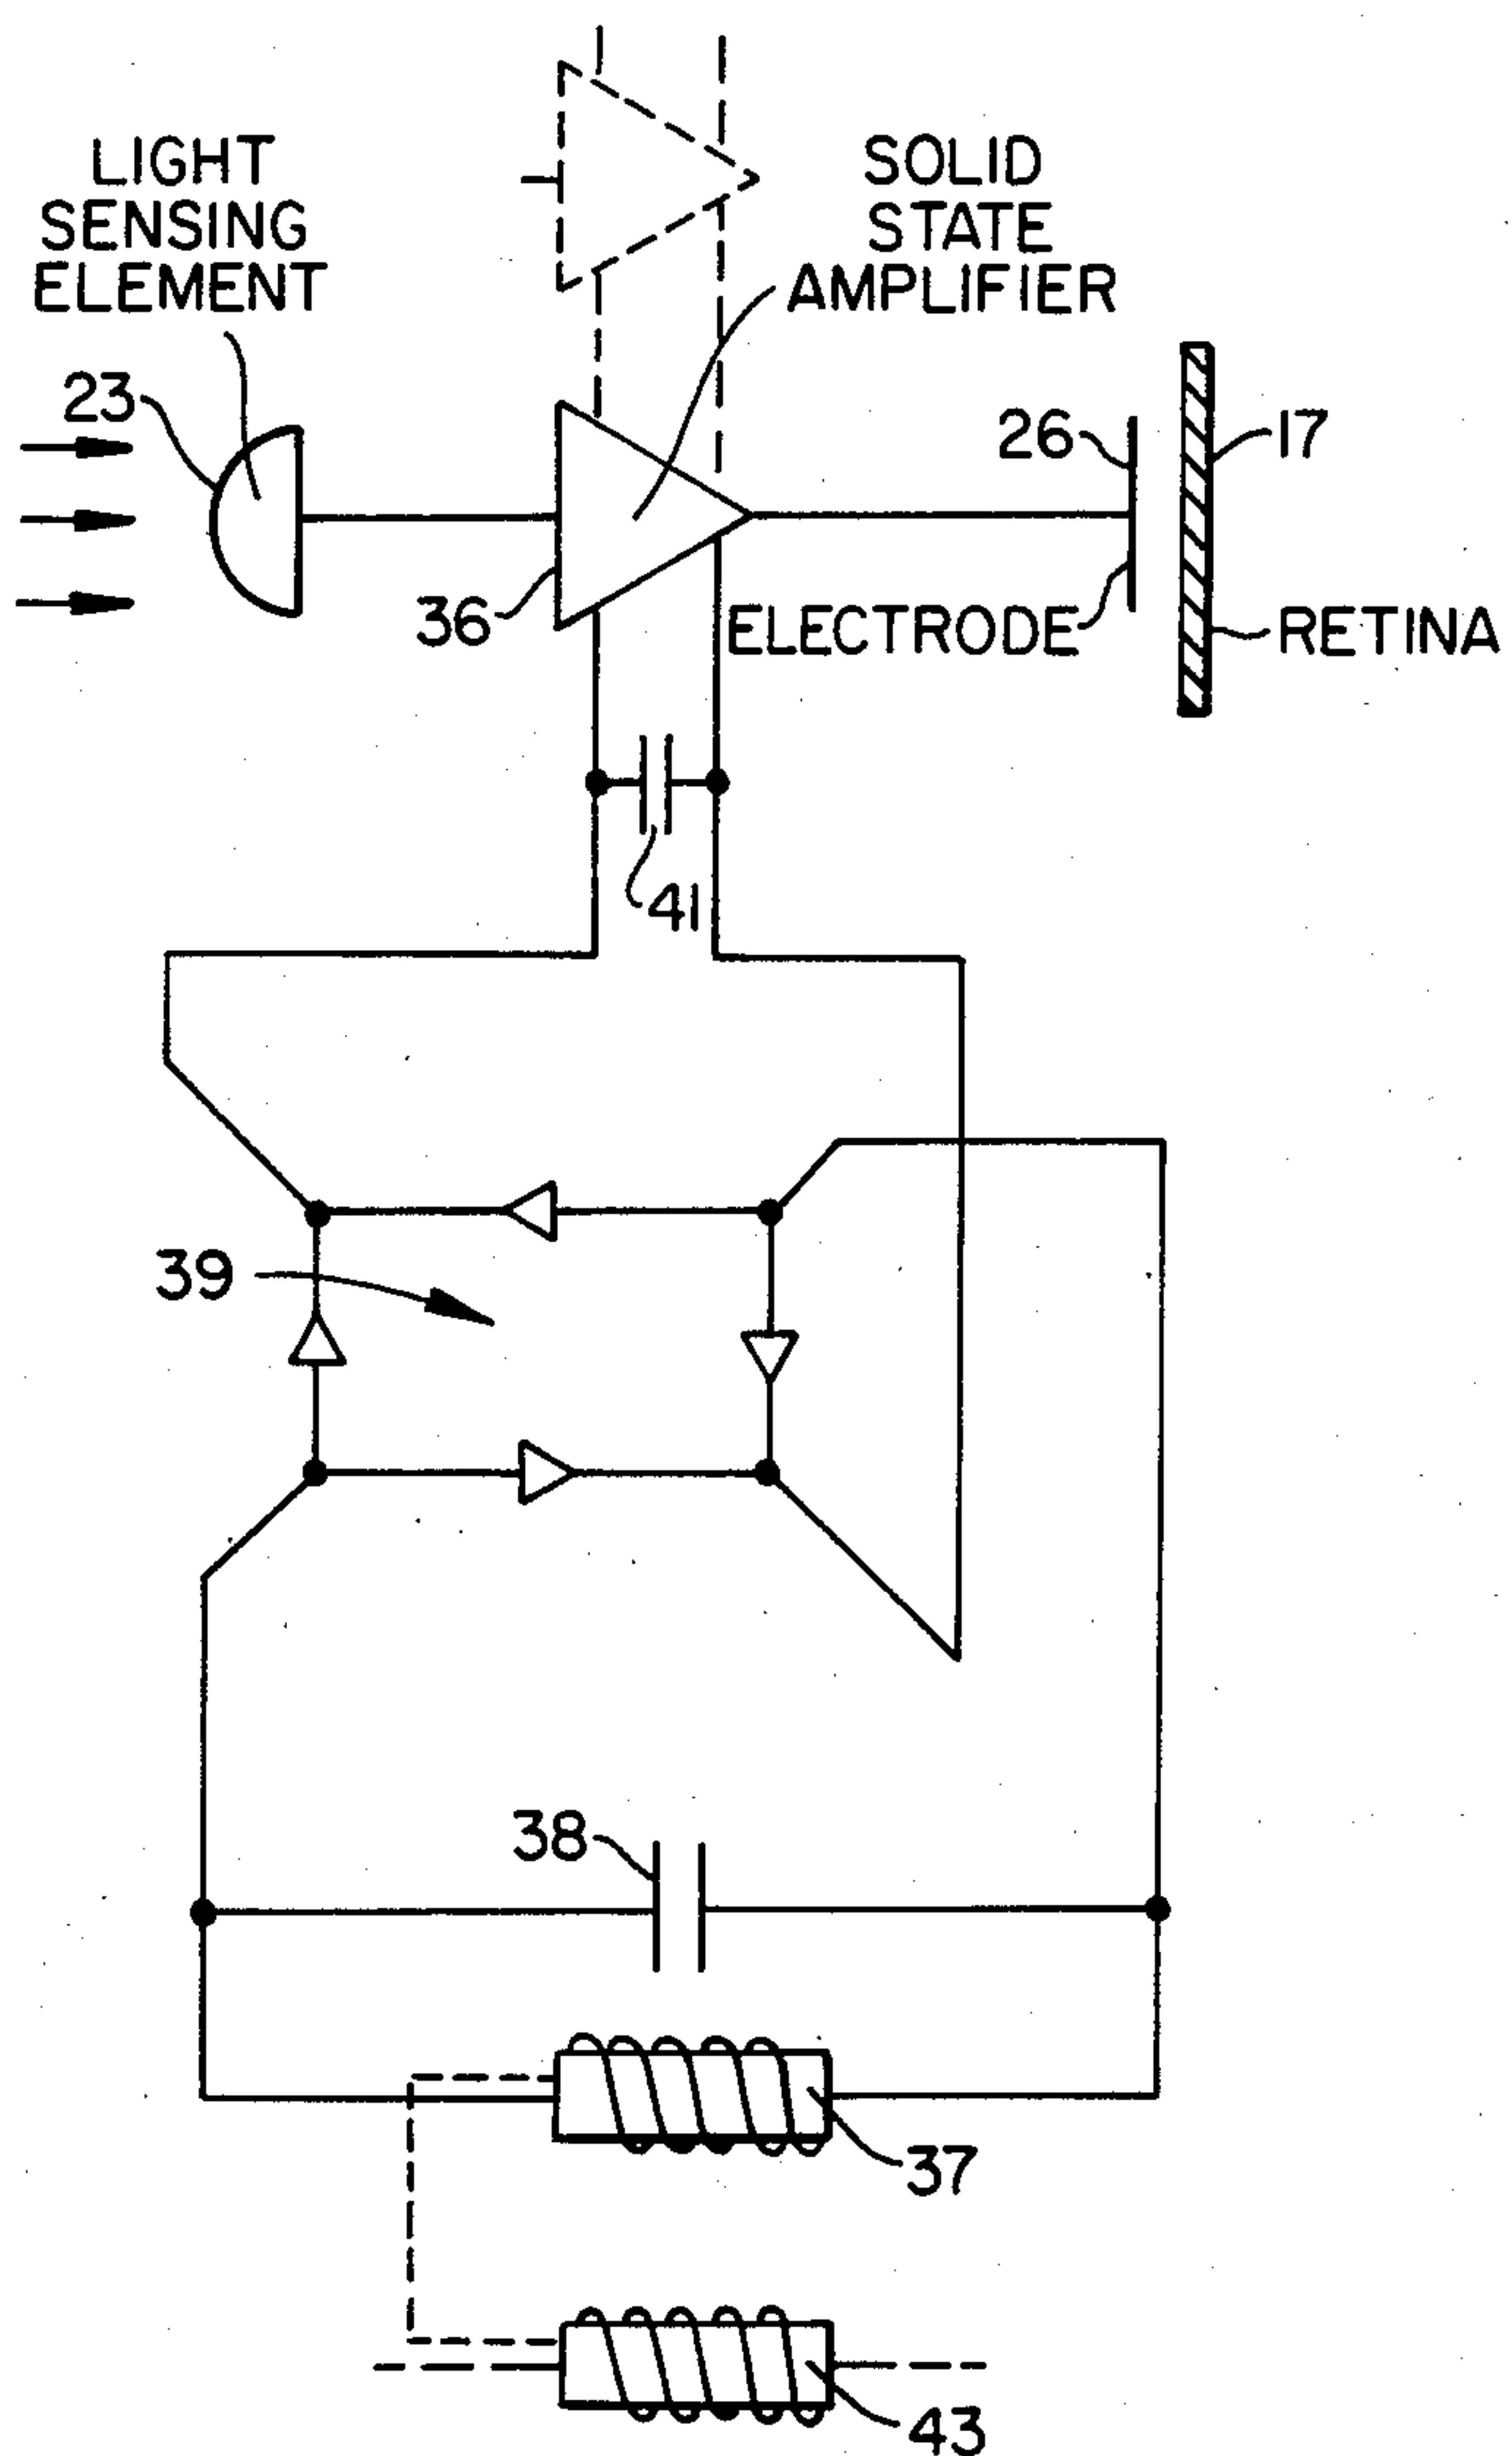 LIGHT
SENSING
ELEMENT
SOLID
STATE
AMPLIFIER
23
26
17
36
ELECTRODE
RETINA
41
39
38
37
43